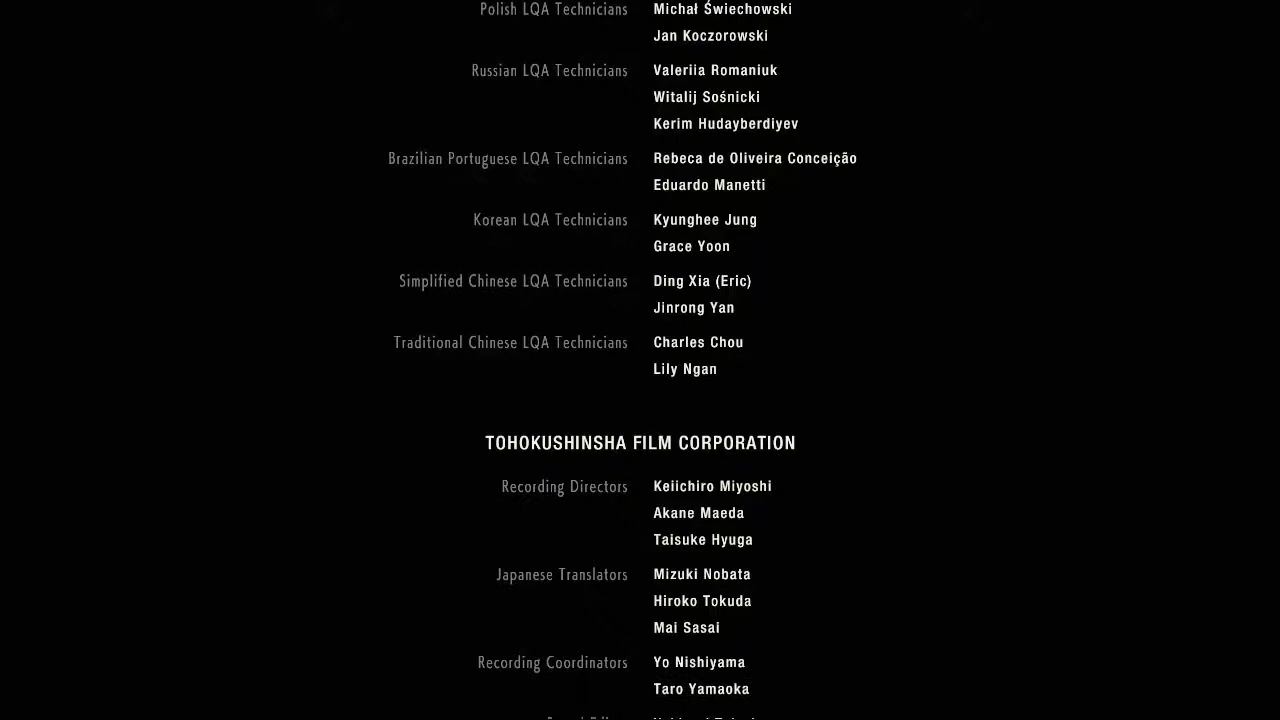 Polish LQA Technicians Michał Świechowski
Jan Koczorowski
Russian LQA Technicians Valeriia Romaniuk
Witalij Sośnicki
Kerim Hudayberdiyev
Brazilian Portuguese LQA Technicians Rebeca de Oliveira Conceição
Eduardo Manetti
Korean LQA Technicians Kyunghee Jung
Grace Yoon
Simplified Chinese LQA Technicians Ding Xia (Eric)
Jinrong Yan
Traditional Chinese LQA Technicians Charles Chou
Lily Ngan
TOHOKUSHINSHA FILM CORPORATION
Recording Directors Keiichiro Miyoshi
Akane Maeda
Taisuke Hyuga
Japanese Translators Mizuki Nobata
Hiroko Tokuda
Mai Sasai
Recording Coordinators Yo Nishiyama
Taro Yamaoka